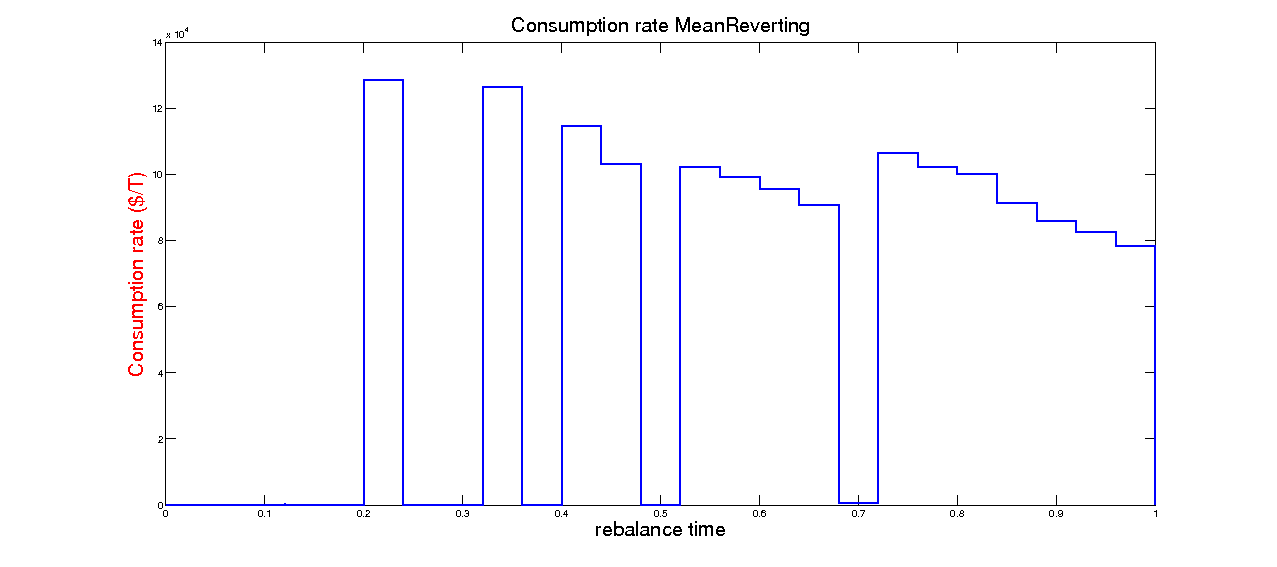 Consumption rate MeanReverting
x 10^4
14
12
10
8
6
4
2
0
Consumption rate ($/T)
0 0.1 0.2 0.3 0.4 0.5 0.6 0.7 0.8 0.9 1
rebalance time